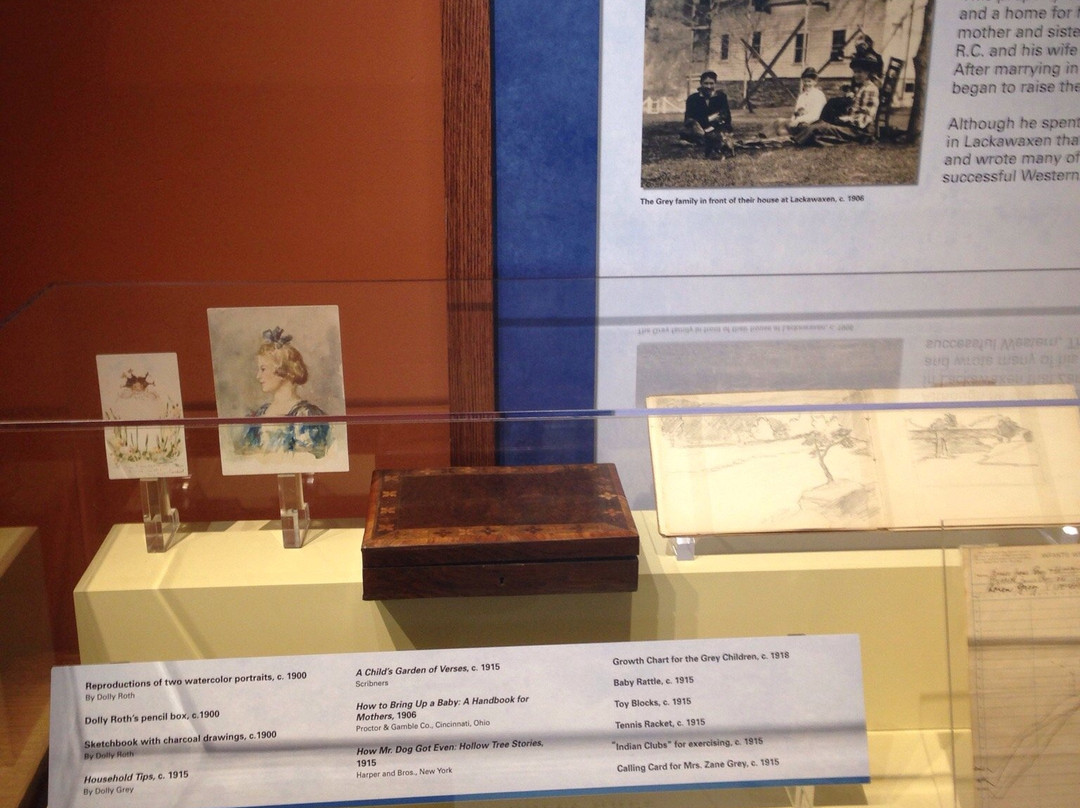 and a home for
mother and siste
R.C. and his wife
After marrying in
began to raise the
Although he spent
in Lackawaxen tha
and wrote many of
successful Western
The Grey family in front of their house at Lackawaxen, c. 1906
Reproductions of two watercolor portraits, c. 1900
By Dolly Roth
Dolly Roth's pencil box, c.1900
Sketchbook with charcoal drawings, c.1900
By Dolly Roth
Household Tips, c. 1915
By Dolly Grey
A Child's Garden of Verses, c. 1915
Scribners
How to Bring Up a Baby: A Handbook for
Mothers, 1906
Proctor & Gamble Co., Cincinnati, Ohio
How Mr. Dog Got Even: Hollow Tree Stories,
1915
Harper and Bros., New York
Growth Chart for the Grey Children, c. 1918
Baby Rattle, c. 1915
Toy Blocks, c. 1915
Tennis Racket, c. 1915
"Indian Clubs" for exercising, c. 1915
Calling Card for Mrs. Zane Grey, c. 1915